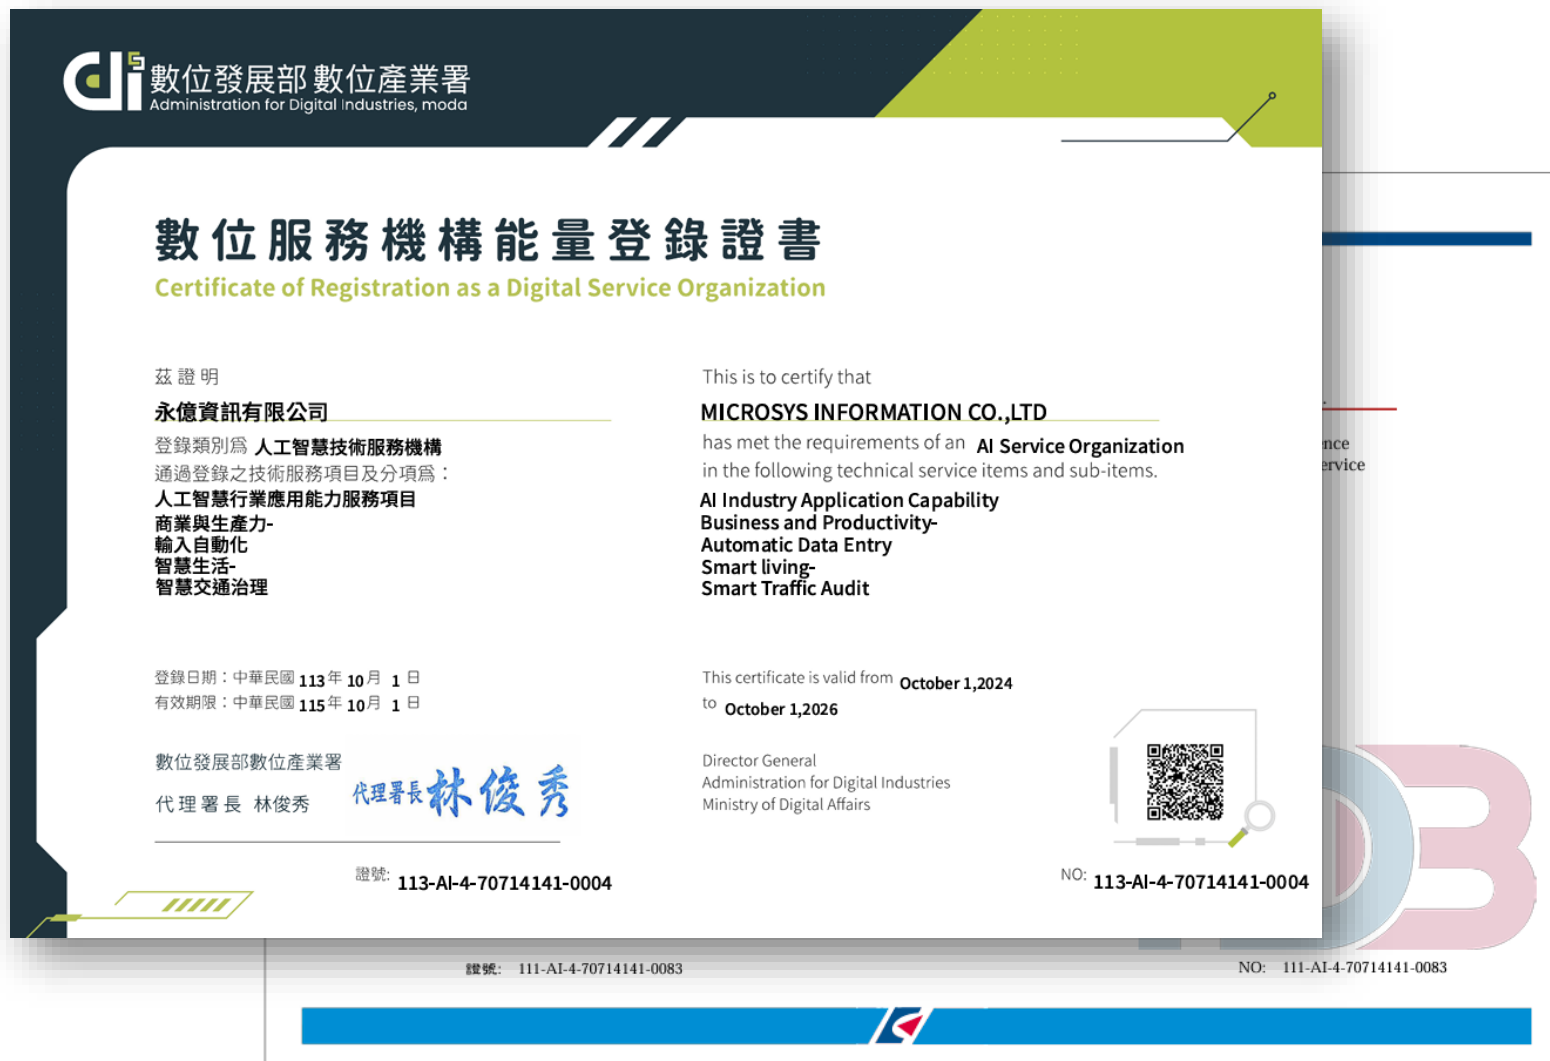 數位發展部 數位產業署
Administration for Digital Industries, moda
數位服務機構能量登錄證書
Certificate of Registration as a Digital Service Organization
茲證明
永億資訊有限公司
登錄類別為 人工智慧技術服務機構
通過登錄之技術服務項目及分項為：
人工智慧行業應用能力服務項目
商業與生產力-
輸入自動化
智慧生活-
智慧交通治理
This is to certify that
MICROSYS INFORMATION CO.,LTD
has met the requirements of an AI Service Organization
in the following technical service items and sub-items.
AI Industry Application Capability
Business and Productivity-
Automatic Data Entry
Smart living-
Smart Traffic Audit
登錄日期：中華民國 113年 10月 1 日
有效期限：中華民國 115年 10月 1 日
This certificate is valid from October 1,2024
to October 1,2026
數位發展部數位產業署
代理署長 林俊秀
代理署長 林俊秀
Director General
Administration for Digital Industries
Ministry of Digital Affairs
證號: 113-AI-4-70714141-0004
NO: 113-AI-4-70714141-0004
ence
ervice
證號: 111-AI-4-70714141-0083
NO: 111-AI-4-70714141-0083